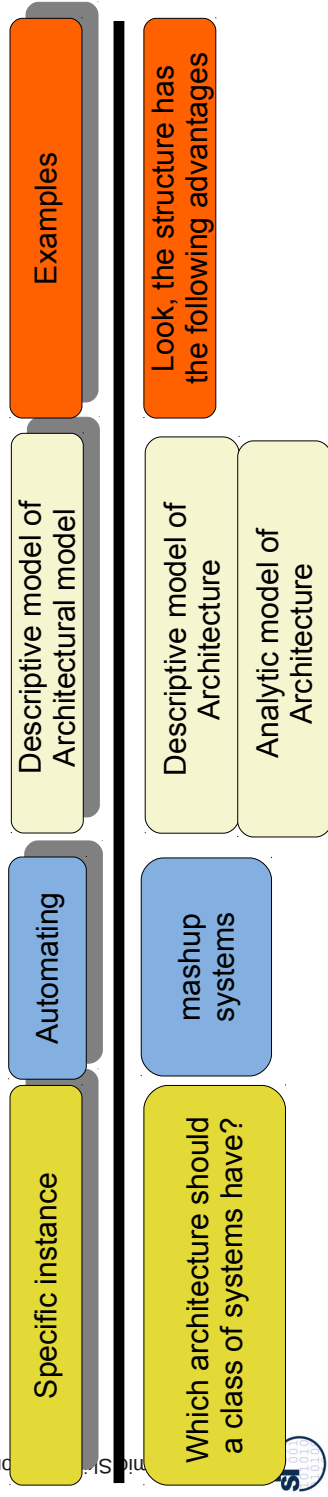 Specific instance
Automating
Descriptive model of
Architectural model
Examples
Which architecture should
a class of systems have?
mashup
systems
Descriptive model of
Architecture
Analytic model of
Architecture
Look, the structure has
the following advantages